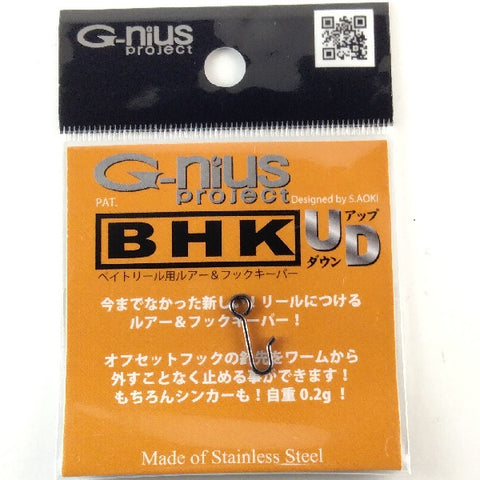 G-nius
project
G-nius
project
PAT.
Designed by S.AOKI
BHK UD
アップ
ダウン
ベイトリール用ルアー＆フックキーパー
今までなかった新し　！リールにつける
ルアー＆フックキーパー！
オフセットフックの針先をワームから
外すことなく止める事ができます！
もちろんシンカーも！自重0.2g！
Made of Stainless Steel